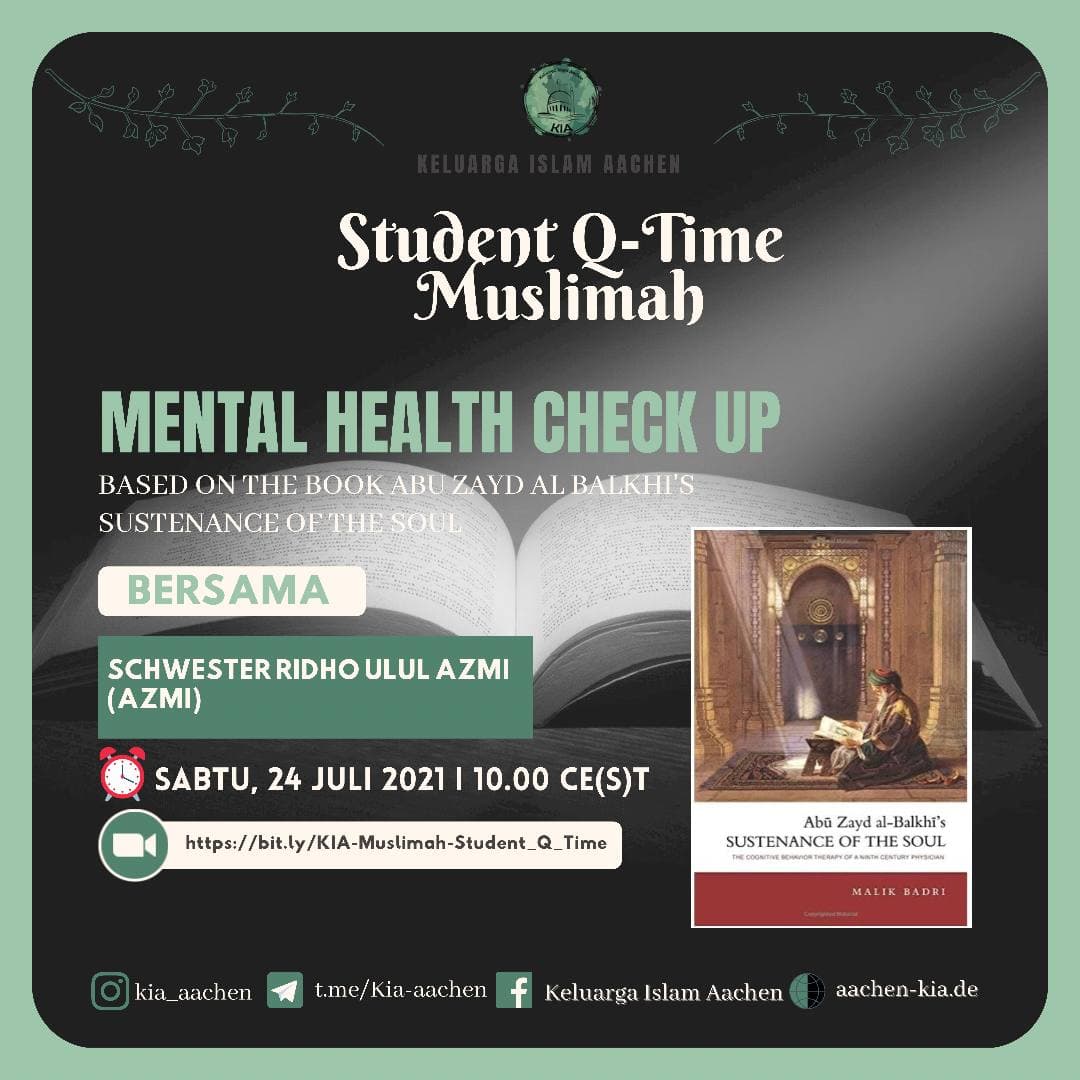 KIA
KELUARGA ISLAM AACHEN
Student Q-Time
Muslimah
MENTAL HEALTH CHECK UP
BASED ON THE BOOK ABU ZAYD AL BALKHI'S
SUSTENANCE OF THE SOUL
BERSAMA
SCHWESTER RIDHO ULUL AZMI
(AZMI)
SABTU, 24 JULI 2021 | 10.00 CE(S)T
https://bit.ly/KIA-Muslimah-Student_Q_Time
Abū Zayd al-Balkhī's
SUSTENANCE OF THE SOUL
THE COGNITIVE BEHAVIOR THERAPY OF A NINTH CENTURY PHYSICIAN
MALIK BADRI
Copyrighted Material
kia_aachen
t.me/Kia-aachen
Keluarga Islam Aachen
aachen-kia.de